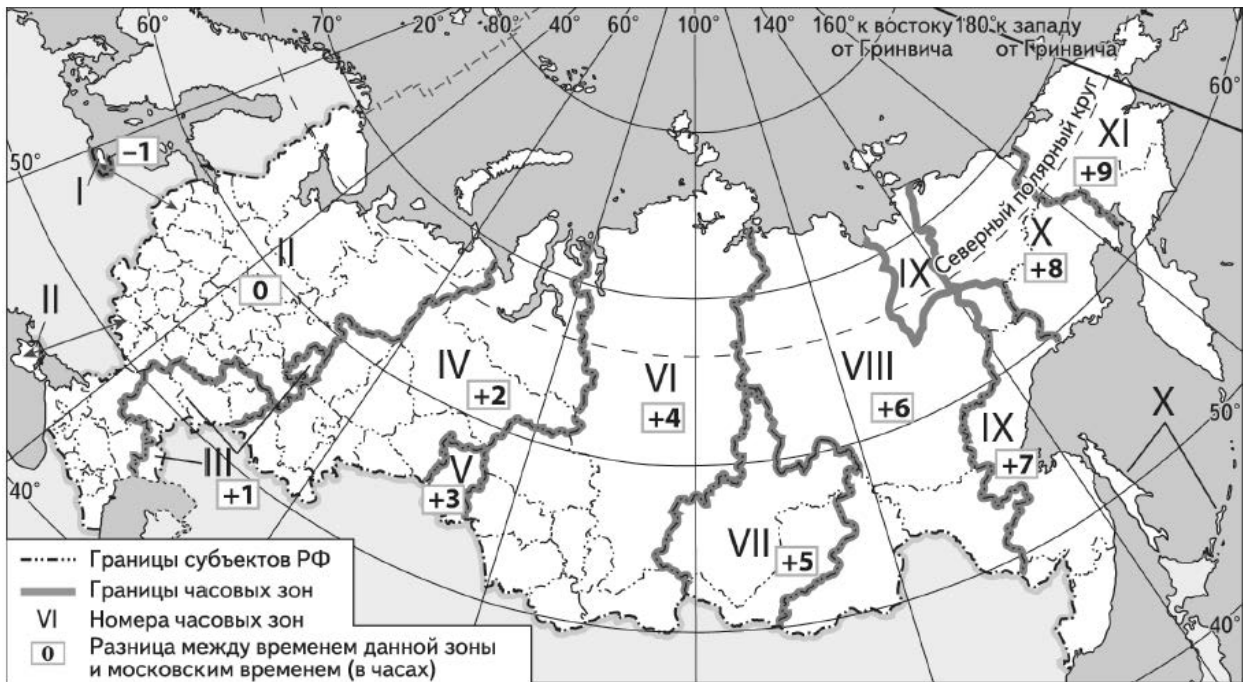 60°
70°
20°
80°
40°
60°
100°
140°
160° к востоку
от Гринвича
180° к западу
от Гринвича
60°
50°
I
−1
Северный полярный круг
XI
+9
X
+8
IX
II
0
II
IV
+2
VI
+4
VIII
+6
IX
+7
X
50°
III
+1
V
+3
VII
+5
40°
40°
Границы субъектов РФ
Границы часовых зон
VI Номера часовых зон
0 Разница между временем данной зоны
и московским временем (в часах)